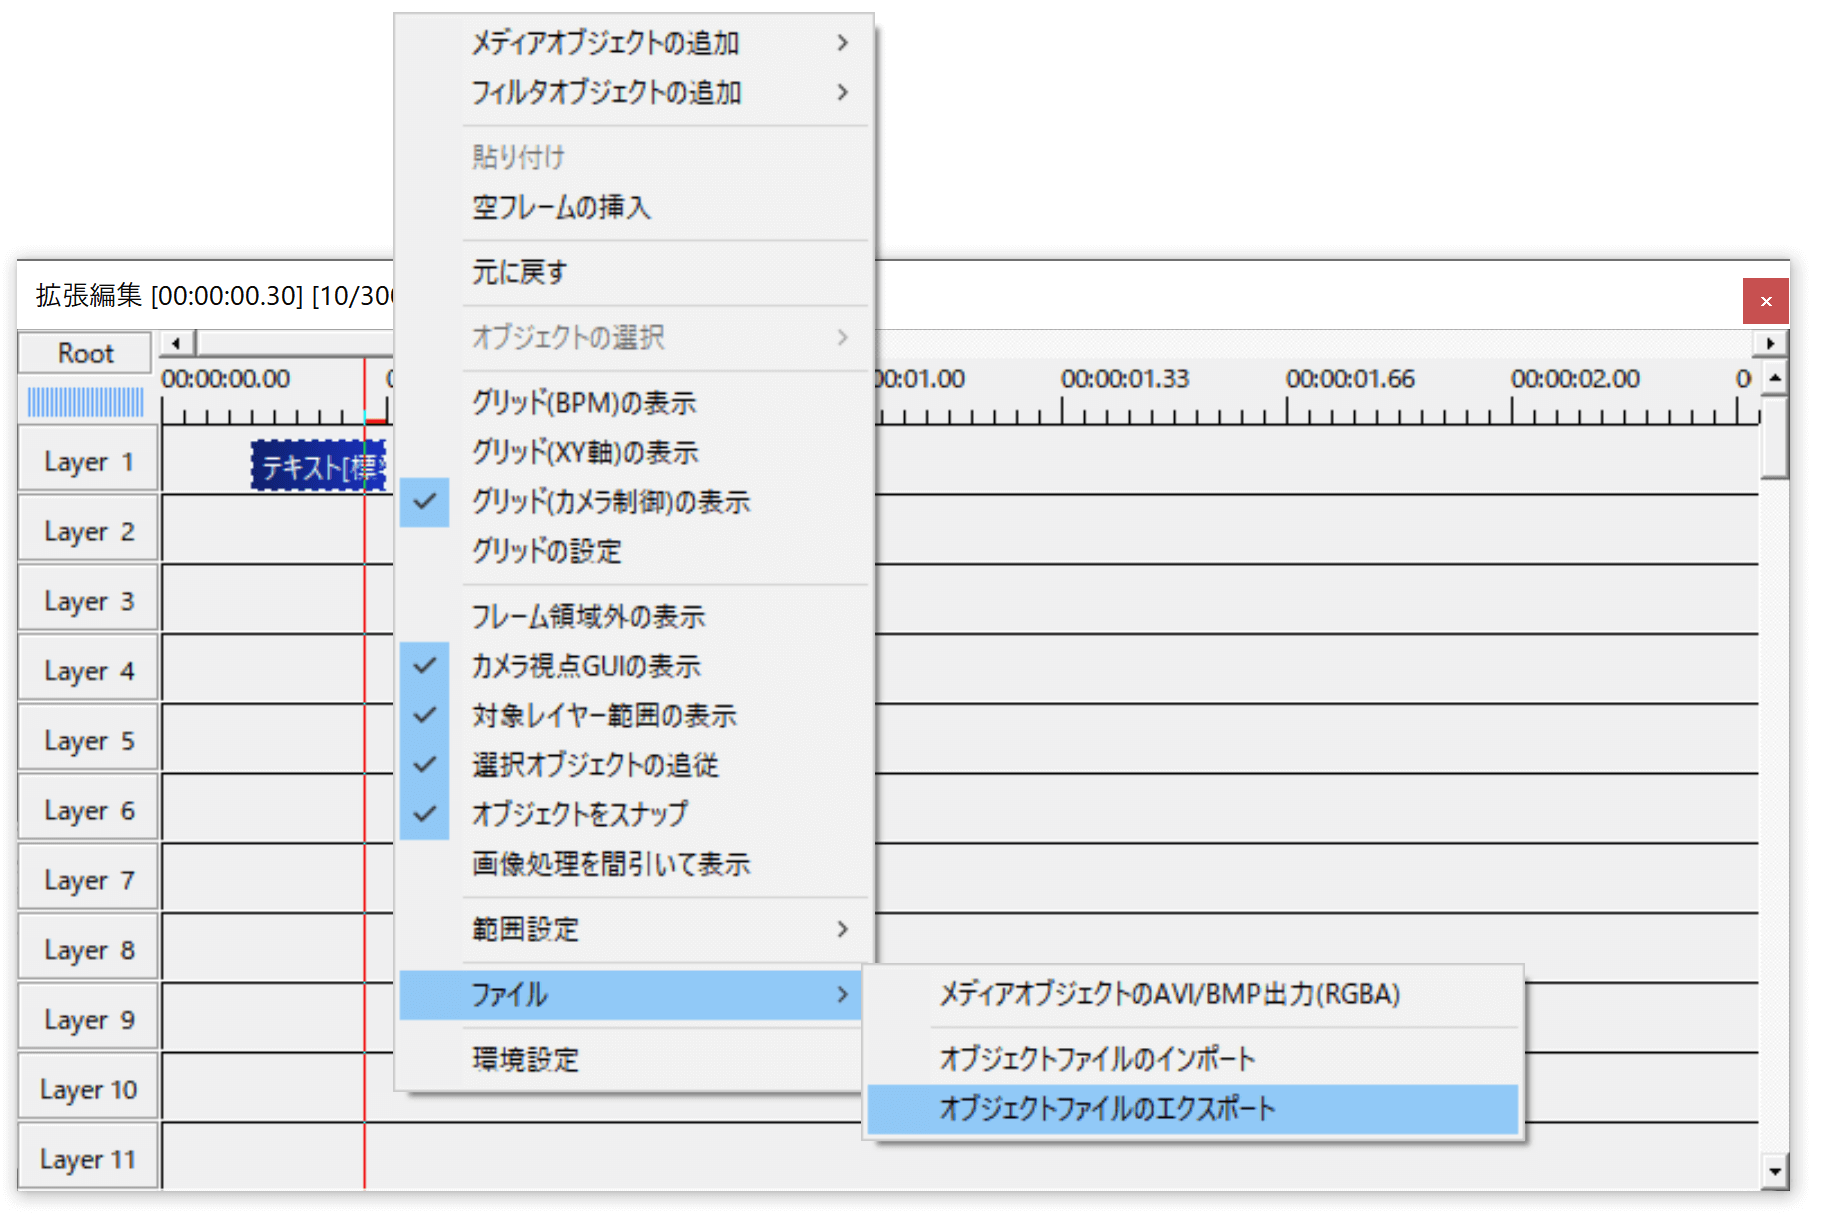 メディアオブジェクトの追加
フィルタオブジェクトの追加
貼り付け
空フレームの挿入
元に戻す
オブジェクトの選択
グリッド(BPM)の表示
グリッド(XY軸)の表示
グリッド(カメラ制御)の表示
グリッドの設定
フレーム領域外の表示
カメラ視点GUIの表示
対象レイヤー範囲の表示
選択オブジェクトの追従
オブジェクトをスナップ
画像処理を間引いて表示
範囲設定
ファイル
環境設定
メディアオブジェクトのAVI/BMP出力(RGBA)
オブジェクトファイルのインポート
オブジェクトファイルのエクスポート
拡張編集 [00:00:00.30] [10/30
Root
00:00:00.00
00:01.00
00:00:01.33
00:00:01.66
00:00:02.00
0
Layer 1
テキスト[標
Layer 2
Layer 3
Layer 4
Layer 5
Layer 6
Layer 7
Layer 8
Layer 9
Layer 10
Layer 11